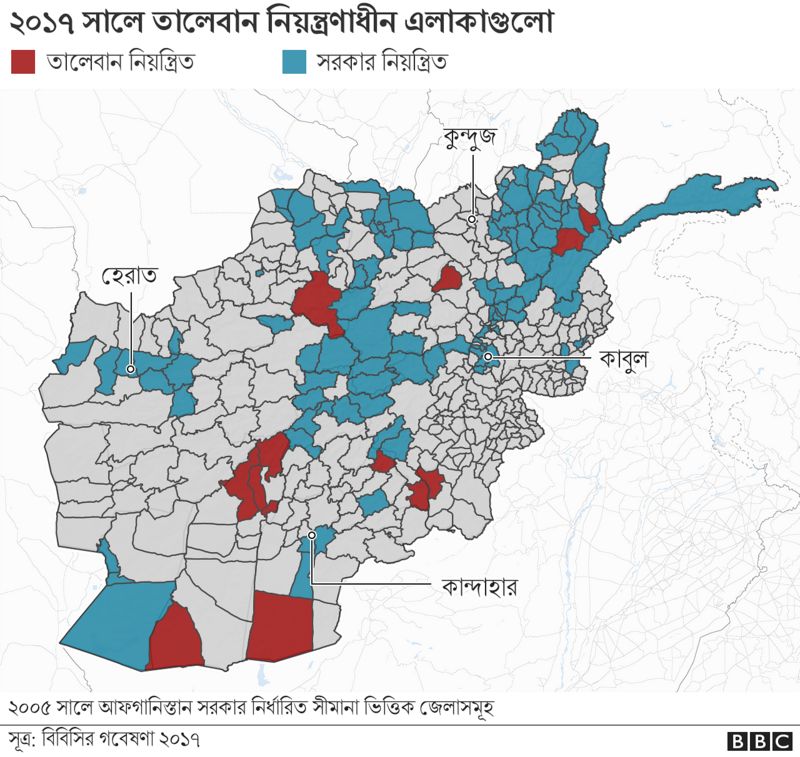 ২০১৭ সালে তালেবান নিয়ন্ত্রণাধীন এলাকাগুলো
তালেবান নিয়ন্ত্রিত
সরকার নিয়ন্ত্রিত
কুন্দুজ
হেরাত
কাবুল
কান্দাহার
২০০৫ সালে আফগানিস্তান সরকার নির্ধারিত সীমানা ভিত্তিক জেলাসমূহ
সূত্র: বিবিসির গবেষণা ২০১৭
BBC